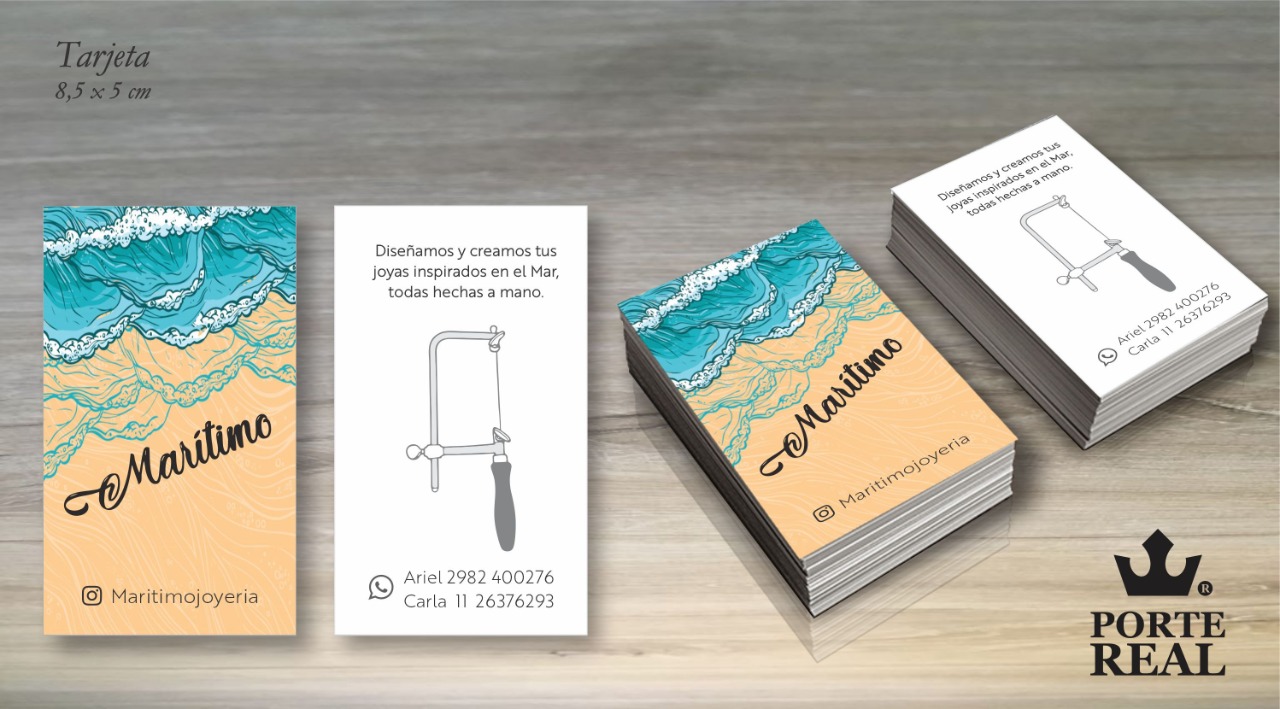 Tarjeta
8,5 x 5 cm
Marítimo
Maritimojoyeria
Diseñamos y creamos tus
joyas inspirados en el Mar,
todas hechas a mano.
Ariel 2982 400276
Carla 11 26376293
Marítimo
Maritimojoyeria
Diseñamos y creamos tus
joyas inspirados en el Mar,
todas hechas a mano.
Ariel 2982 400276
Carla 11 26376293
®
PORTE
REAL